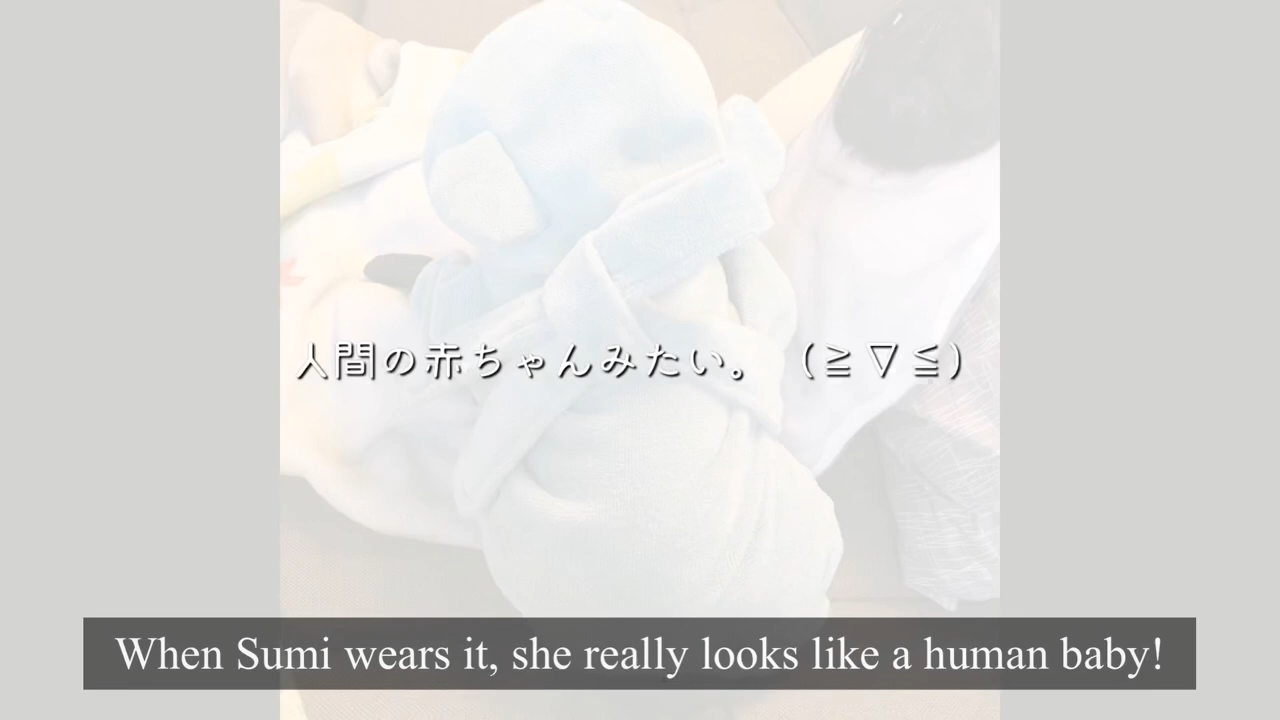 人間の赤ちゃんみたい。（≧▽≦）
When Sumi wears it, she really looks like a human baby!